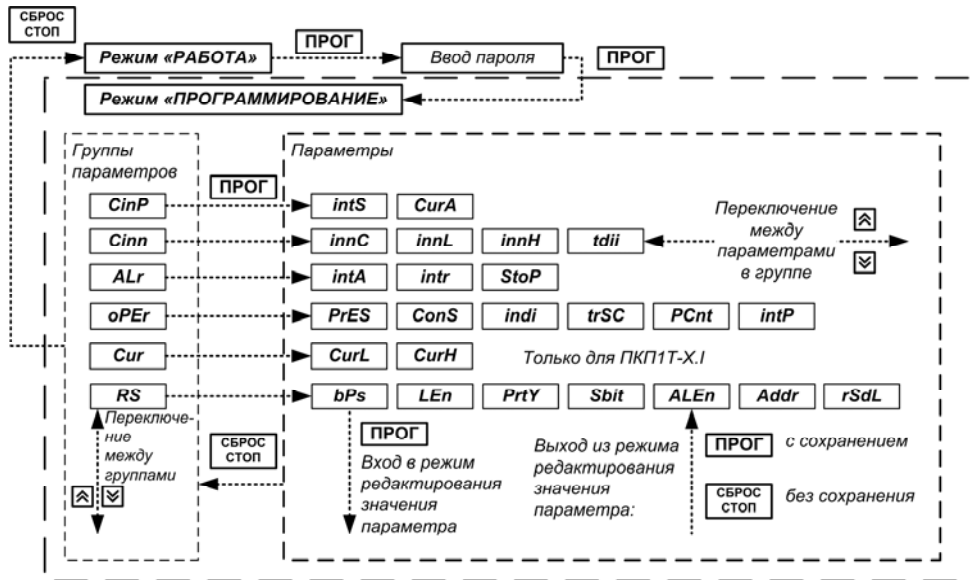 СБРОС
СТОП
Режим «РАБОТА»
ПРОГ
Ввод пароля
ПРОГ
Режим «ПРОГРАММИРОВАНИЕ»
Группы
параметров
Параметры
ПРОГ
CinP
intS CurA
Переключение
между
параметрами
в группе
Cinn
innC innL innH tdii
ALr
intA intr StoP
oPEr
PrES ConS indi trSC PCnt intP
Cur
CurL CurH Только для ПКП1Т-Х.I
RS
bPs LEn PrtY Sbit ALEn Addr rSdL
Переключе-
ние
между
группами
СБРОС
СТОП
ПРОГ
Вход в режим
редактирования
значения
параметра
Выход из режима
редактирования
значения
параметра:
ПРОГ с сохранением
СБРОС
СТОП
без сохранения